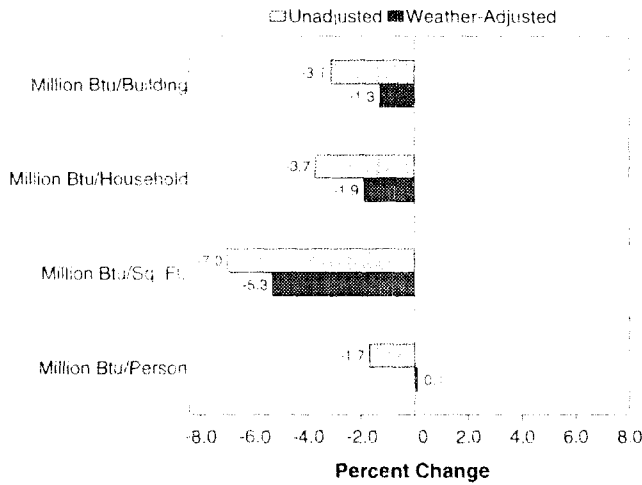 Unadjusted Weather-Adjusted
Million Btu/Building
-3.1
-1.3
Million Btu/Household
-3.7
-1.9
Million Btu/Sq. Ft.
-7.0
-5.3
Million Btu/Person
-1.7
-8.0 -6.0 -4.0 -2.0 0 2.0 4.0 6.0 8.0
Percent Change